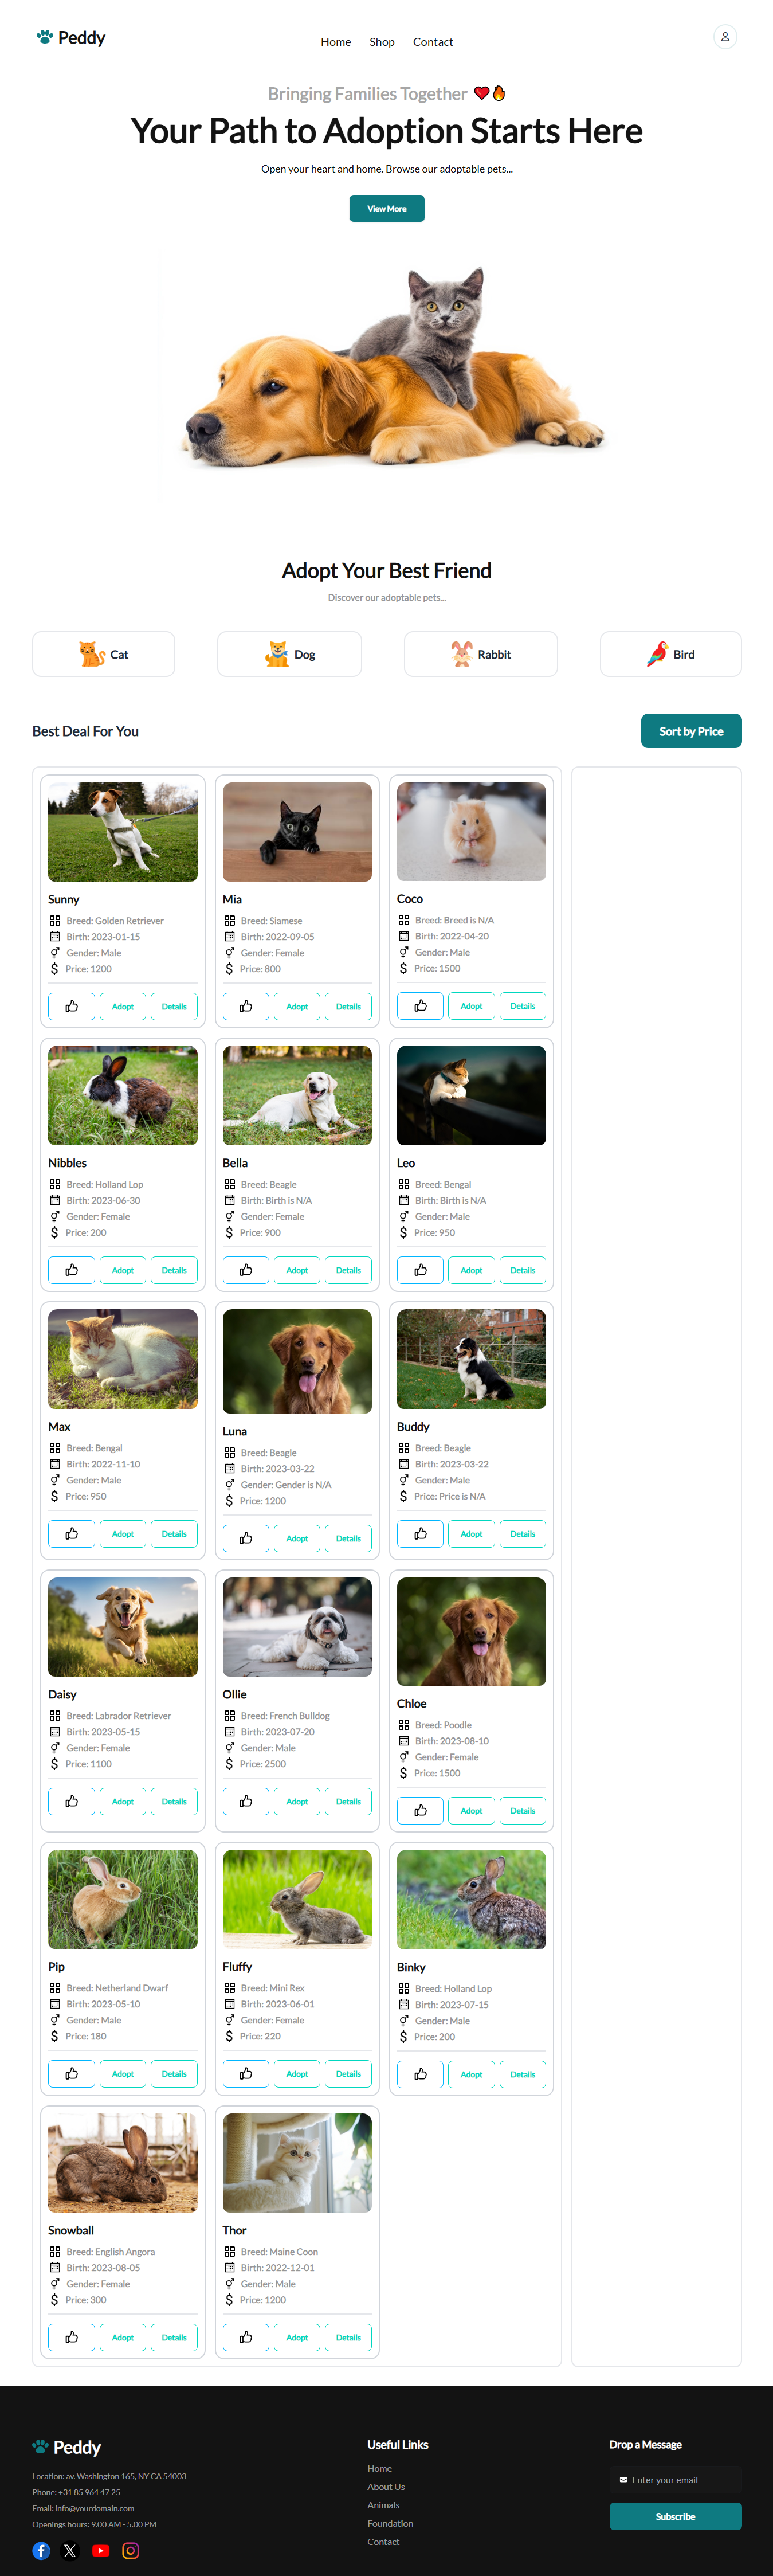 Peddy
Home Shop Contact
Bringing Families Together
Your Path to Adoption Starts Here
Open your heart and home. Browse our adoptable pets...
View More
Adopt Your Best Friend
Discover our adoptable pets...
Cat Dog Rabbit Bird
Best Deal For You
Sort by Price
Sunny
Breed: Golden Retriever
Birth: 2023-01-15
Gender: Male
Price: 1200
Adopt Details
Mia
Breed: Siamese
Birth: 2022-09-05
Gender: Female
Price: 800
Adopt Details
Coco
Breed: Breed is N/A
Birth: 2022-04-20
Gender: Male
Price: 1500
Adopt Details
Nibbles
Breed: Holland Lop
Birth: 2023-06-30
Gender: Female
Price: 200
Adopt Details
Bella
Breed: Beagle
Birth: Birth is N/A
Gender: Female
Price: 900
Adopt Details
Leo
Breed: Bengal
Birth: Birth is N/A
Gender: Male
Price: 950
Adopt Details
Max
Breed: Bengal
Birth: 2022-11-10
Gender: Male
Price: 950
Adopt Details
Luna
Breed: Beagle
Birth: 2023-03-22
Gender: Gender is N/A
Price: 1200
Adopt Details
Buddy
Breed: Beagle
Birth: 2023-03-22
Gender: Male
Price: Price is N/A
Adopt Details
Daisy
Breed: Labrador Retriever
Birth: 2023-05-15
Gender: Female
Price: 1100
Adopt Details
Ollie
Breed: French Bulldog
Birth: 2023-07-20
Gender: Male
Price: 2500
Adopt Details
Chloe
Breed: Poodle
Birth: 2023-08-10
Gender: Female
Price: 1500
Adopt Details
Pip
Breed: Netherland Dwarf
Birth: 2023-05-10
Gender: Male
Price: 180
Adopt Details
Fluffy
Breed: Mini Rex
Birth: 2023-06-01
Gender: Female
Price: 220
Adopt Details
Binky
Breed: Holland Lop
Birth: 2023-07-15
Gender: Male
Price: 200
Adopt Details
Snowball
Breed: English Angora
Birth: 2023-08-05
Gender: Female
Price: 300
Adopt Details
Thor
Breed: Maine Coon
Birth: 2022-12-01
Gender: Male
Price: 1200
Adopt Details
Peddy
Location: av. Washington 165, NY CA 54003
Phone: +31 85 964 47 25
Email: info@yourdomain.com
Openings hours: 9.00 AM - 5.00 PM
Useful Links
Home
About Us
Animals
Foundation
Contact
Drop a Message
Enter your email
Subscribe